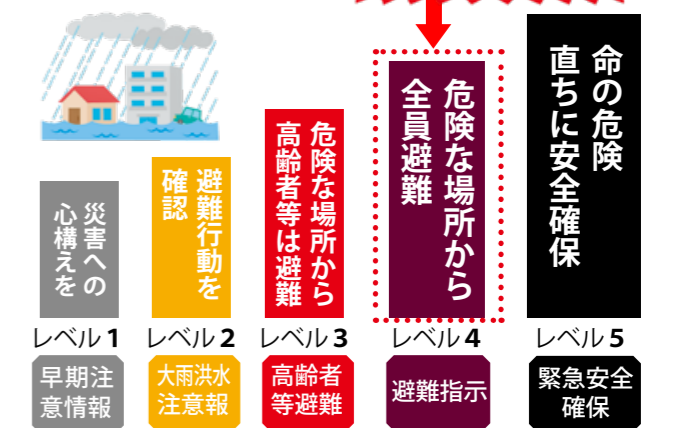 災害への
心構えを
避難行動を
確認
危険な場所から
高齢者等は避難
危険な場所から
全員避難
命の危険
直ちに安全確保
レベル1
レベル2
レベル3
レベル4
レベル5
早期注
意情報
大雨洪水
注意報
高齢者
等避難
避難指示
緊急安全
確保